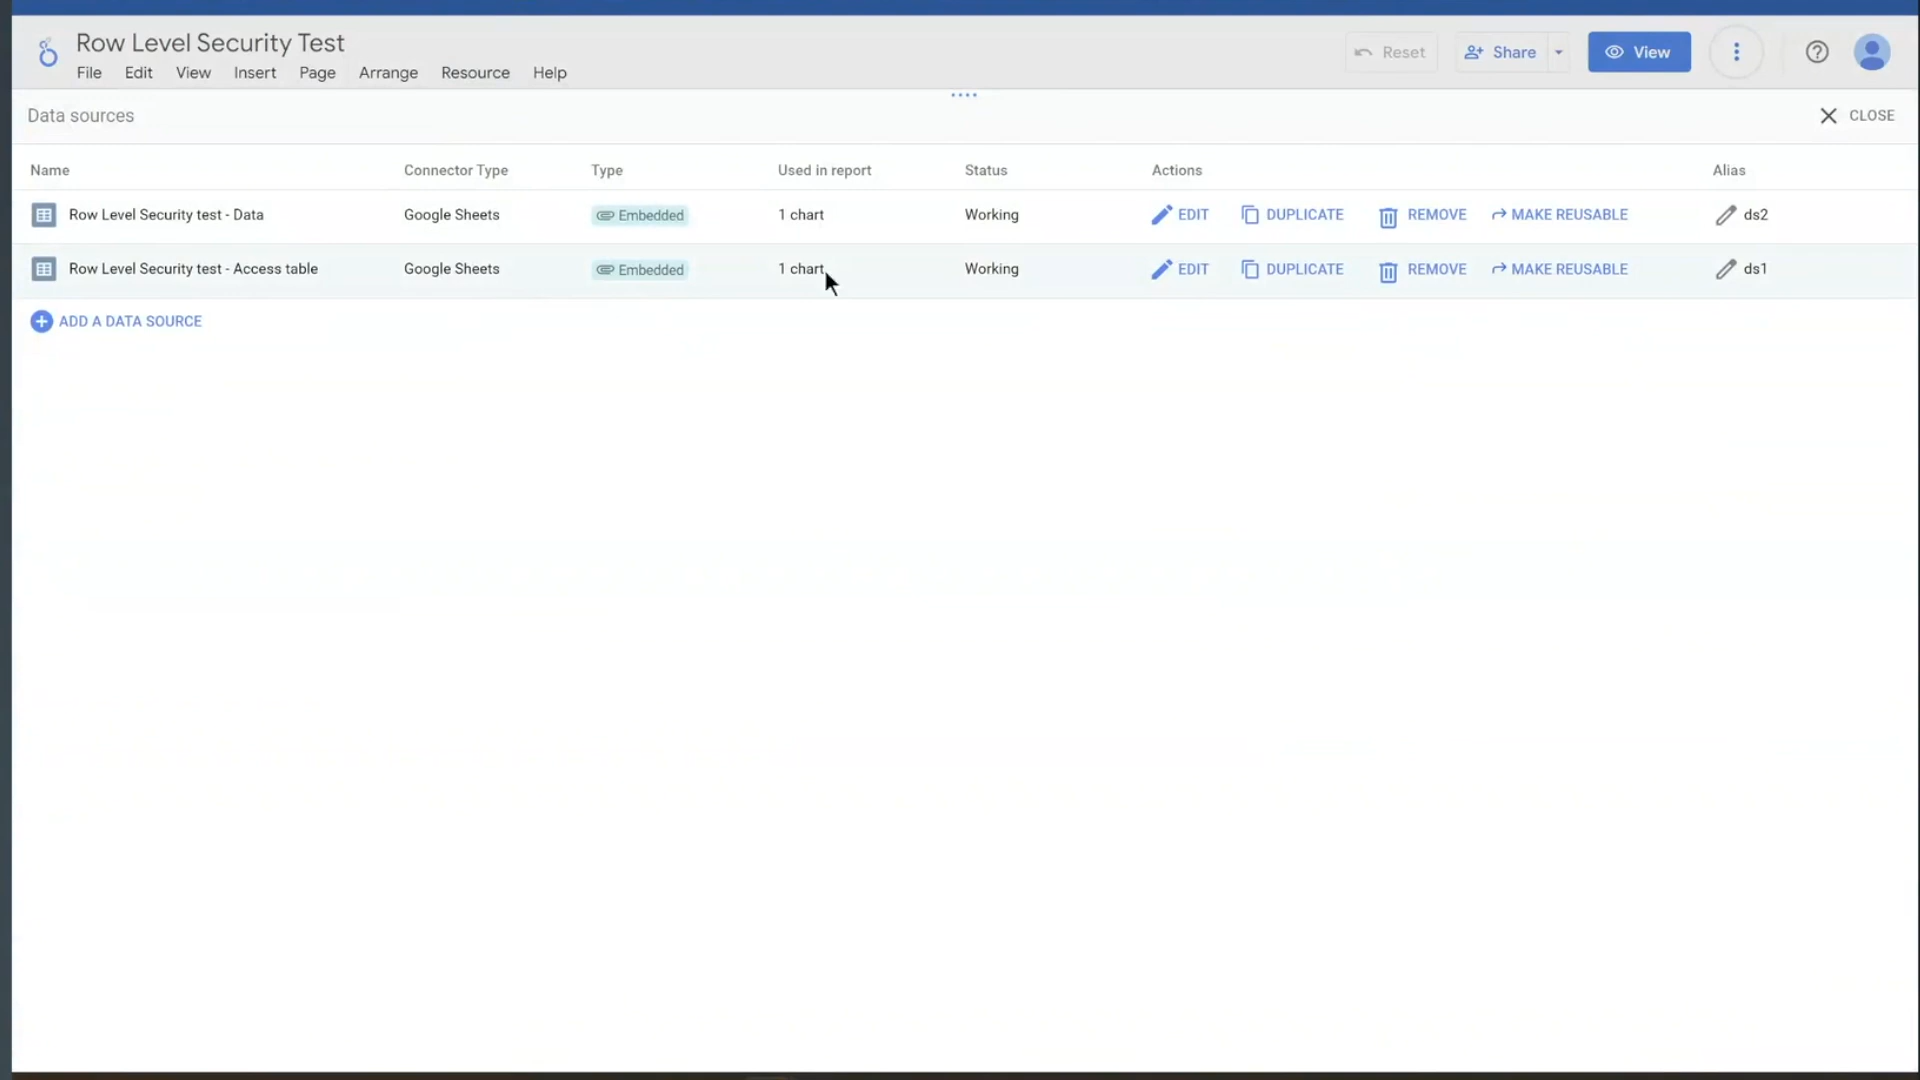 Row Level Security Test
File Edit View Insert Page Arrange Resource Help
Reset Share View
Data sources CLOSE
Name Connector Type Type Used in report Status Actions Alias
Row Level Security test - Data Google Sheets Embedded 1 chart Working EDIT DUPLICATE REMOVE MAKE REUSABLE ds2
Row Level Security test - Access table Google Sheets Embedded 1 chart Working EDIT DUPLICATE REMOVE MAKE REUSABLE ds1
ADD A DATA SOURCE